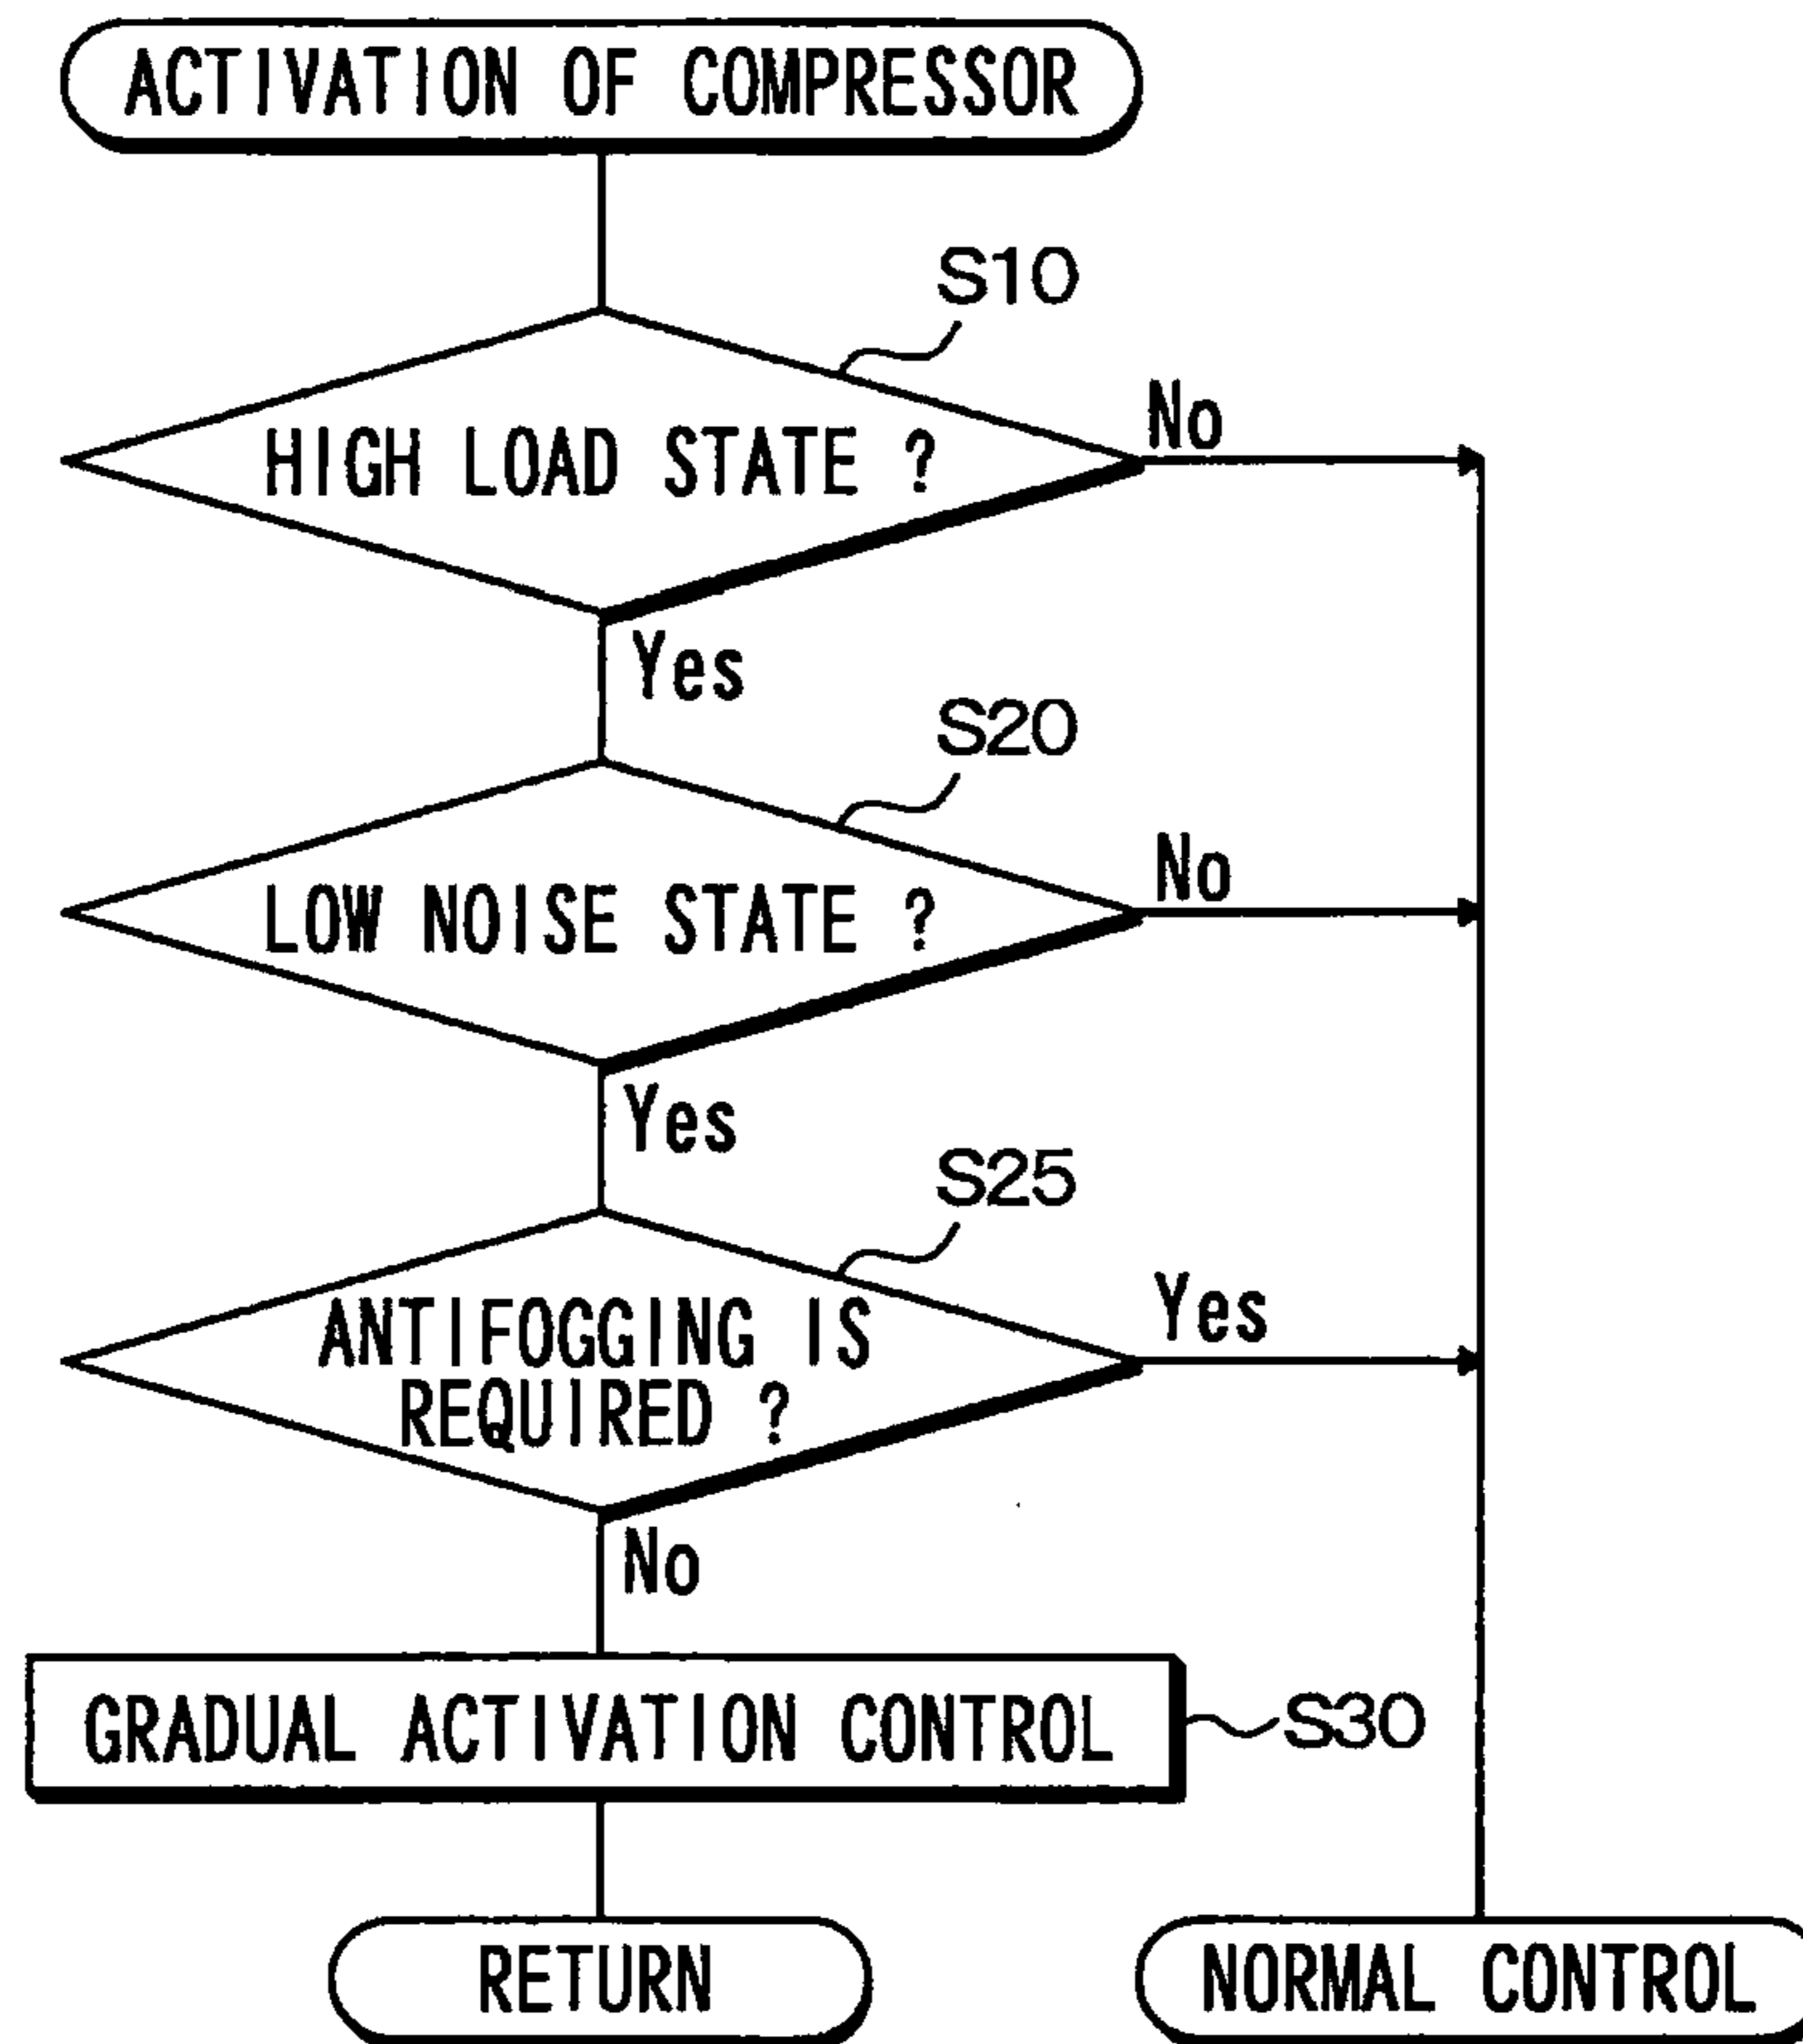 ACTIVATION OF COMPRESSOR
S10
HIGH LOAD STATE ?
No
Yes
S20
LOW NOISE STATE ?
No
Yes
S25
ANTIFOGGING IS
REQUIRED ?
Yes
No
GRADUAL ACTIVATION CONTROL
S30
RETURN
NORMAL CONTROL